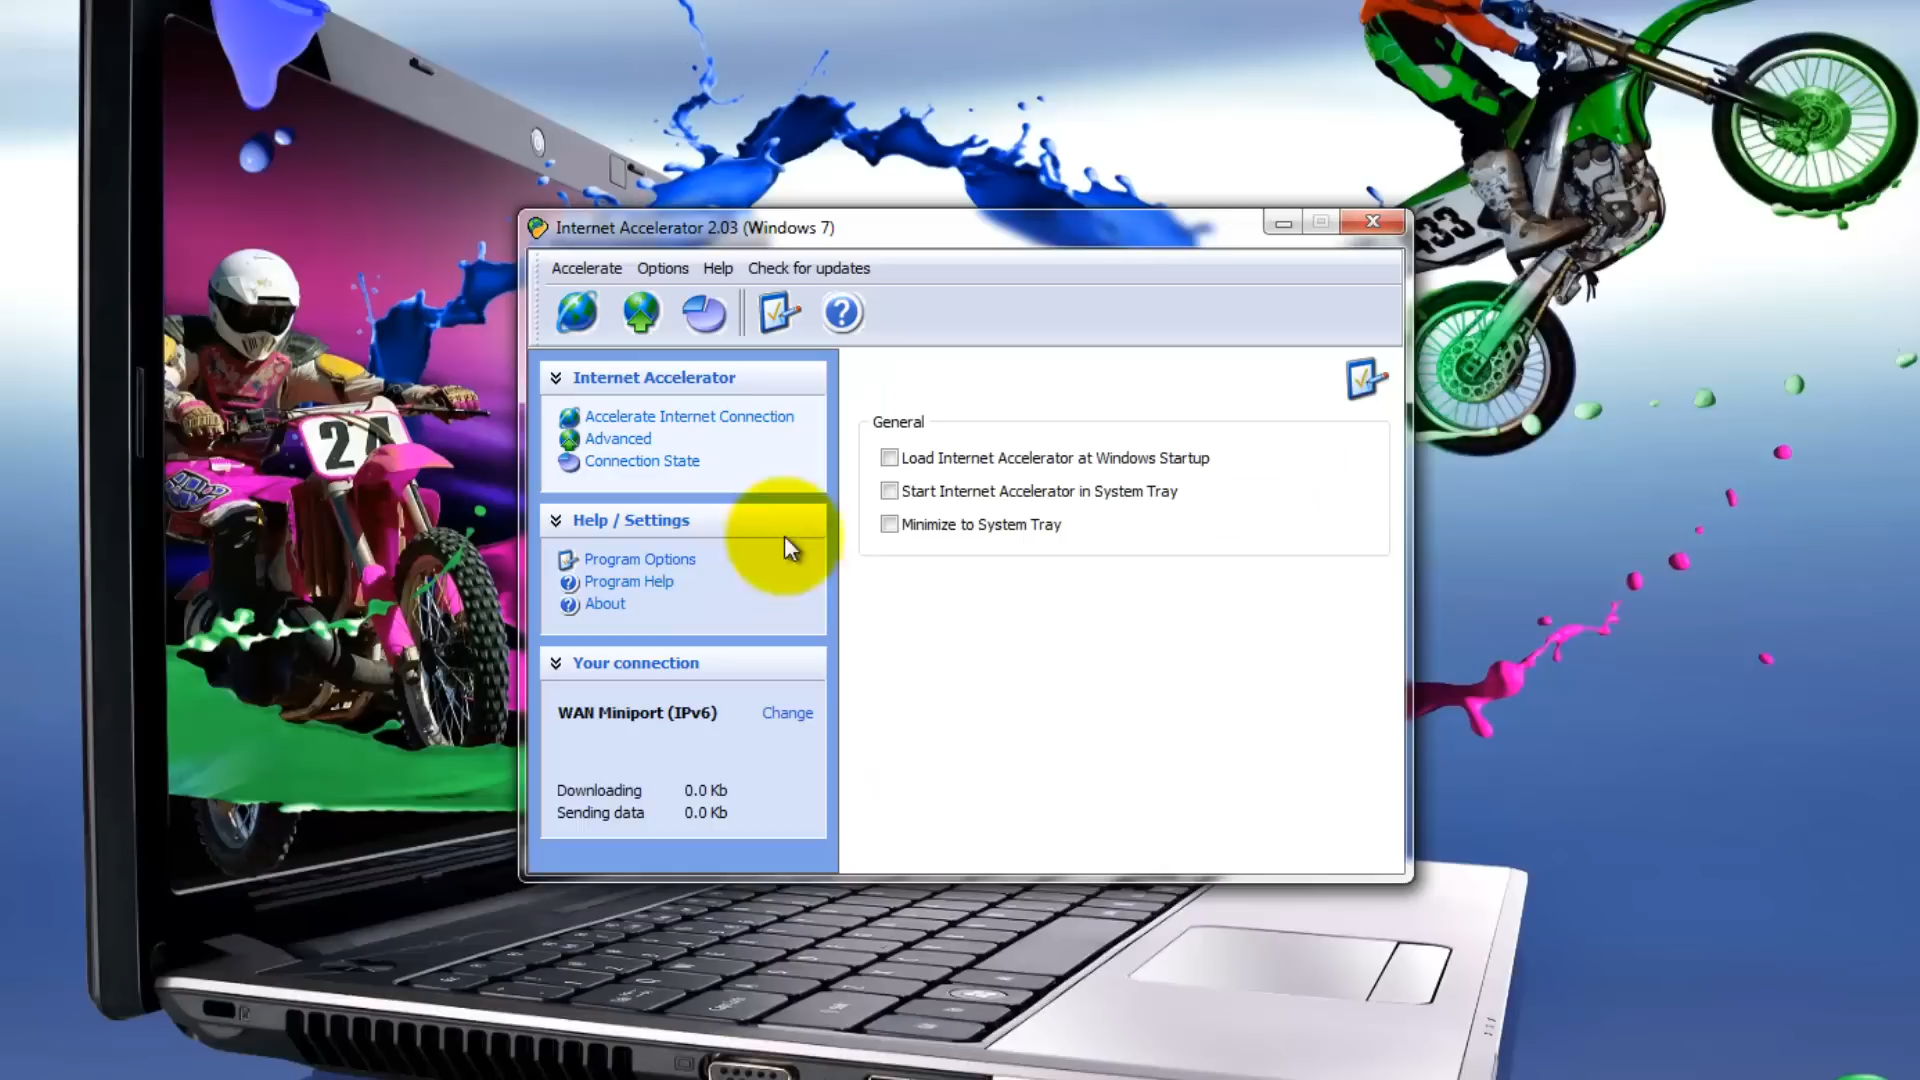 Internet Accelerator 2.03 (Windows 7)
Accelerate Options Help Check for updates
Internet Accelerator
Accelerate Internet Connection
Advanced
Connection State
Help / Settings
Program Options
Program Help
About
Your connection
WAN Miniport (IPv6) Change
Downloading 0.0 Kb
Sending data 0.0 Kb
General
Load Internet Accelerator at Windows Startup
Start Internet Accelerator in System Tray
Minimize to System Tray
433
24